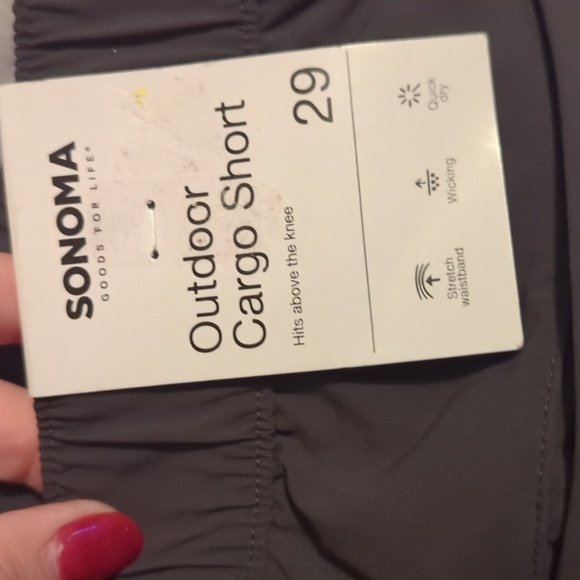 SONOMA
GOODS FOR LIFE®
Outdoor
Cargo Short
29
Hits above the knee
Stretch
waistband
Wicking
Quick
dry